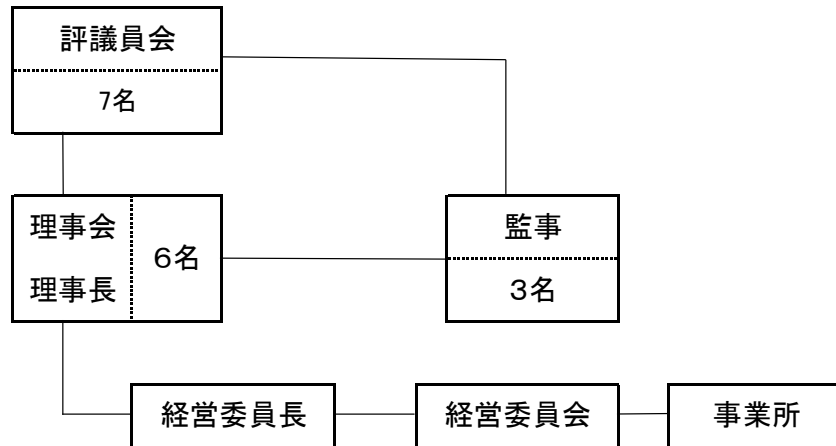 評議員会
7名
理事会
理事長
６名
監事
３名
経営委員長
経営委員会
事業所